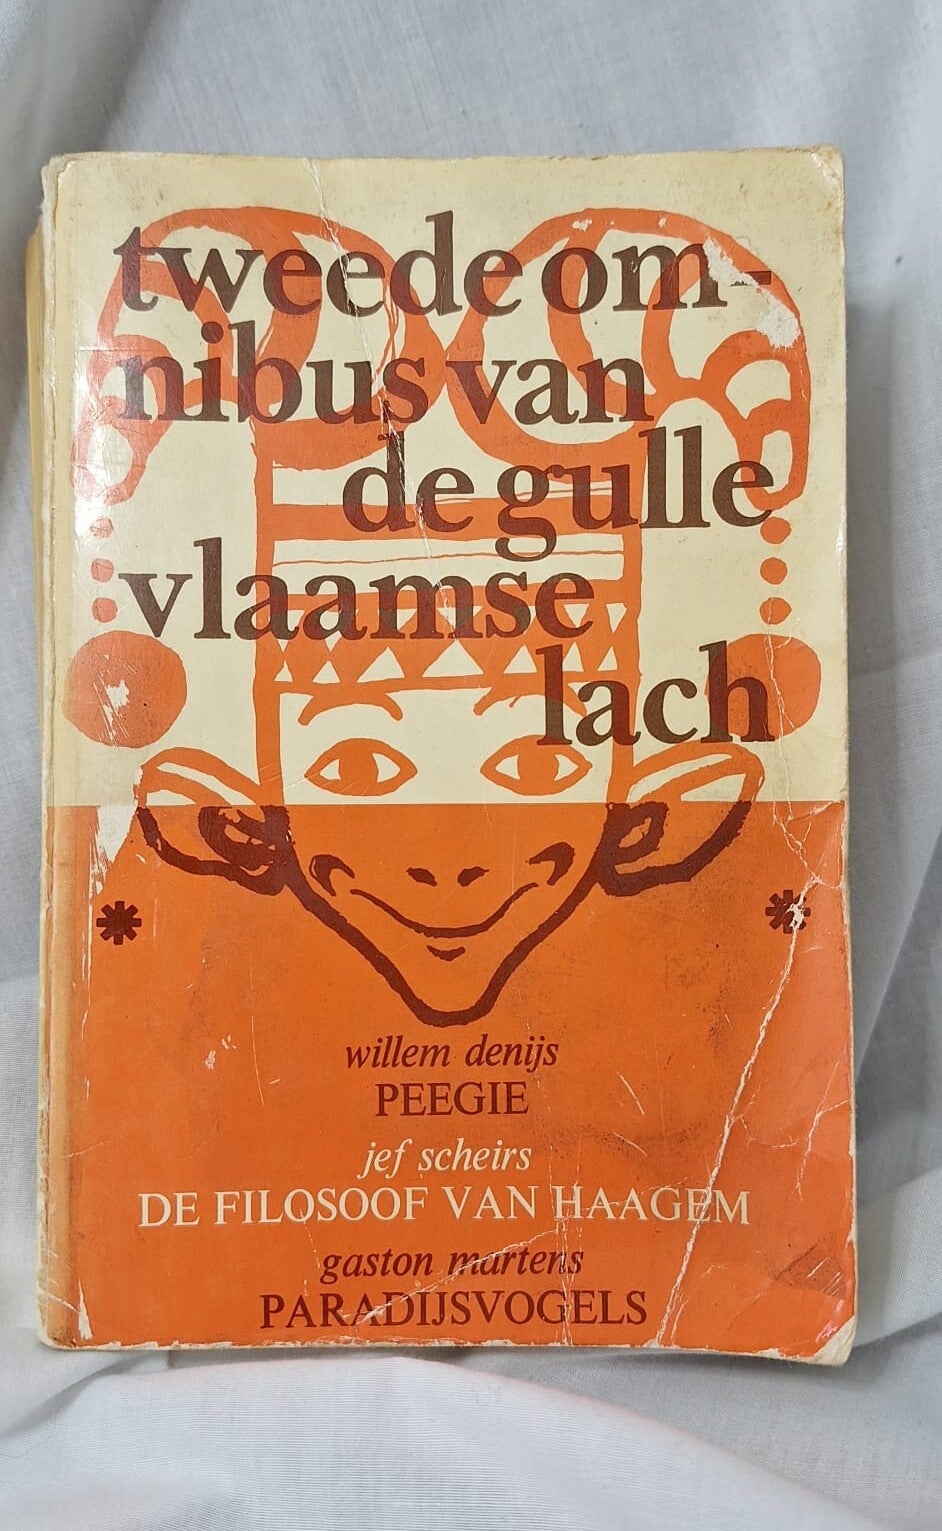 tweede om-
nibus van
de gulle
vlaamse
lach
* *
willem denijs
PEEGIE
jef scheirs
DE FILOSOOF VAN HAAGEM
gaston martens
PARADIJSVOGELS